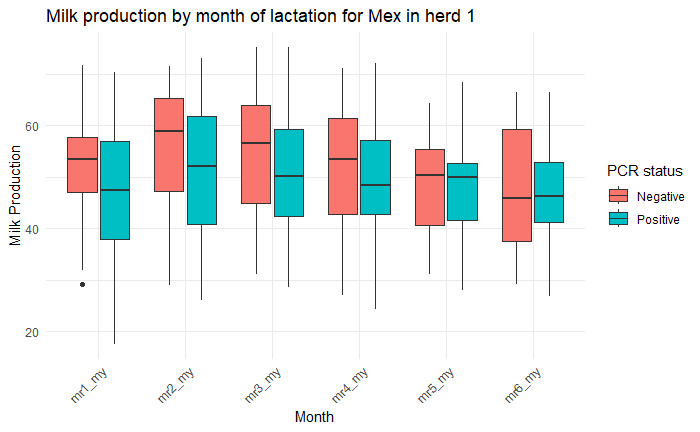 Milk production by month of lactation for Mex in herd 1
Milk Production
60
40
20
mr1_my
mr2_my
mr3_my
mr4_my
mr5_my
mr6_my
Month
PCR status
Negative
Positive